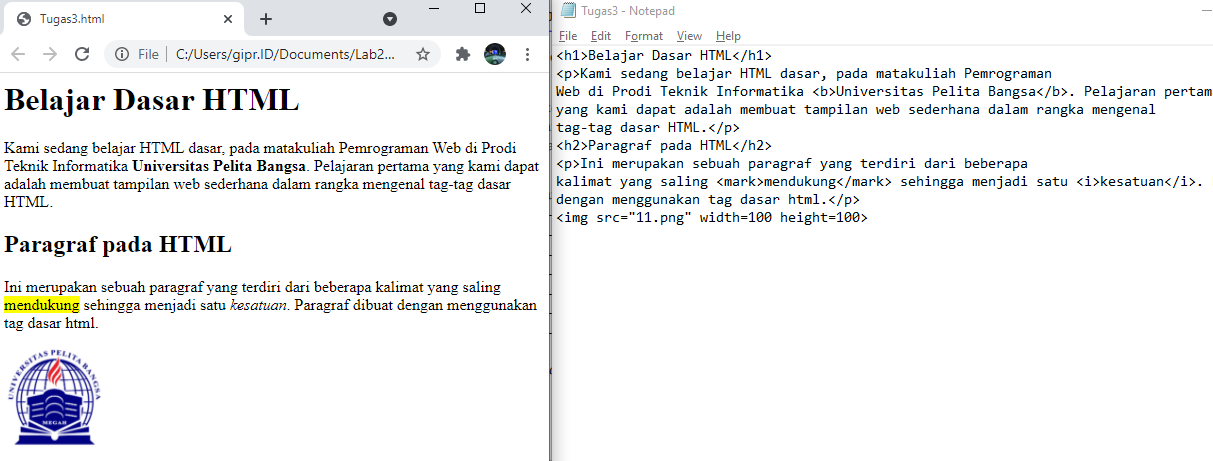 Tugas3.html
File
C:/Users/gipr.ID/Documents/Lab2...
Belajar Dasar HTML
Kami sedang belajar HTML dasar, pada matakuliah Pemrograman Web di Prodi
Teknik Informatika Universitas Pelita Bangsa. Pelajaran pertama yang kami dapat
adalah membuat tampilan web sederhana dalam rangka mengenal tag-tag dasar
HTML.
Paragraf pada HTML
Ini merupakan sebuah paragraf yang terdiri dari beberapa kalimat yang saling
mendukung sehingga menjadi satu kesatuan. Paragraf dibuat dengan menggunakan
tag dasar html.
UNIVERSITAS PELITA BANGSA
MEGAH
Tugas3 - Notepad
File Edit Format View Help
<h1>Belajar Dasar HTML</h1>
<p>Kami sedang belajar HTML dasar, pada matakuliah Pemrograman
Web di Prodi Teknik Informatika <b>Universitas Pelita Bangsa</b>. Pelajaran pertam
yang kami dapat adalah membuat tampilan web sederhana dalam rangka mengenal
tag-tag dasar HTML.</p>
<h2>Paragraf pada HTML</h2>
<p>Ini merupakan sebuah paragraf yang terdiri dari beberapa
kalimat yang saling <mark>mendukung</mark> sehingga menjadi satu <i>kesatuan</i>.
dengan menggunakan tag dasar html.</p>
<img src="11.png" width=100 height=100>